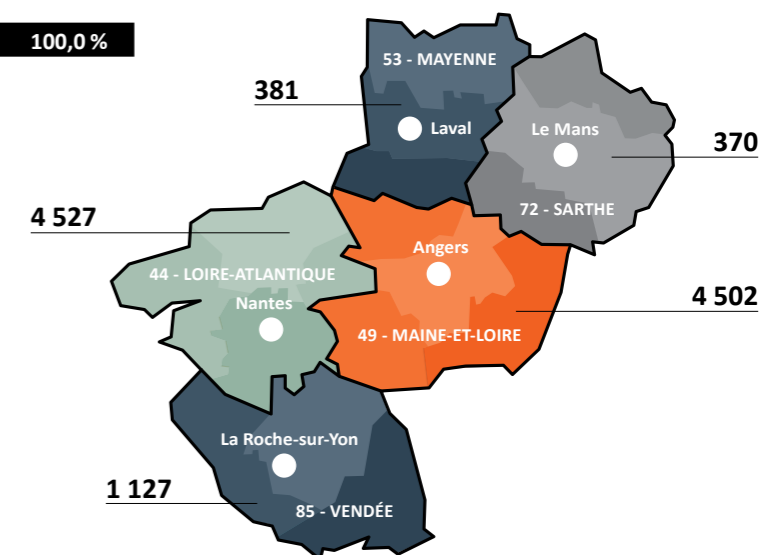 100,0 %
53 - MAYENNE
381
Laval
Le Mans
370
72 - SARTHE
4 527
Angers
44 - LOIRE-ATLANTIQUE
Nantes
4 502
49 - MAINE-ET-LOIRE
La Roche-sur-Yon
1 127
85 - VENDÉE